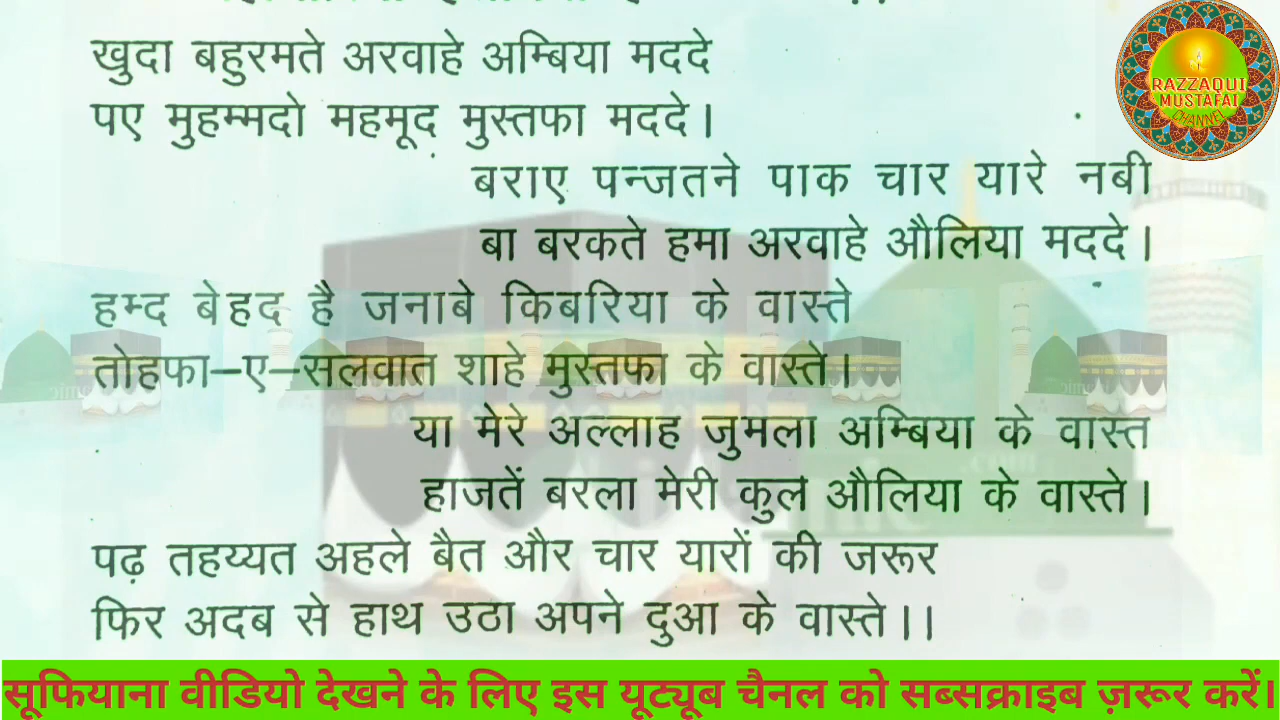 खुदा बहुरमते अरवाहे अम्बिया मददे
पए मुहम्मदो महमूद मुस्तफा मददे।
बराए पन्जतने पाक चार यारे नबी
बा बरकते हमा अरवाहे औलिया मददे।
हम्द बेहद है जनाबे किबरिया के वास्ते
तोहफा–ए–सलवात शाहे मुस्तफा के वास्ते।
या मेरे अल्लाह जुमला अम्बिया के वास्त
हाजतें बरला मेरी कुल औलिया के वास्ते।
पढ़ तहय्यत अहले बैत और चार यारों की जरूर
फिर अदब से हाथ उठा अपने दुआ के वास्ते।।
RAZZAQUI
MUSTAFAI
CHANNEL
सूफियाना वीडियो देखने के लिए इस यूट्यूब चैनल को सब्सक्राइब ज़रूर करें।